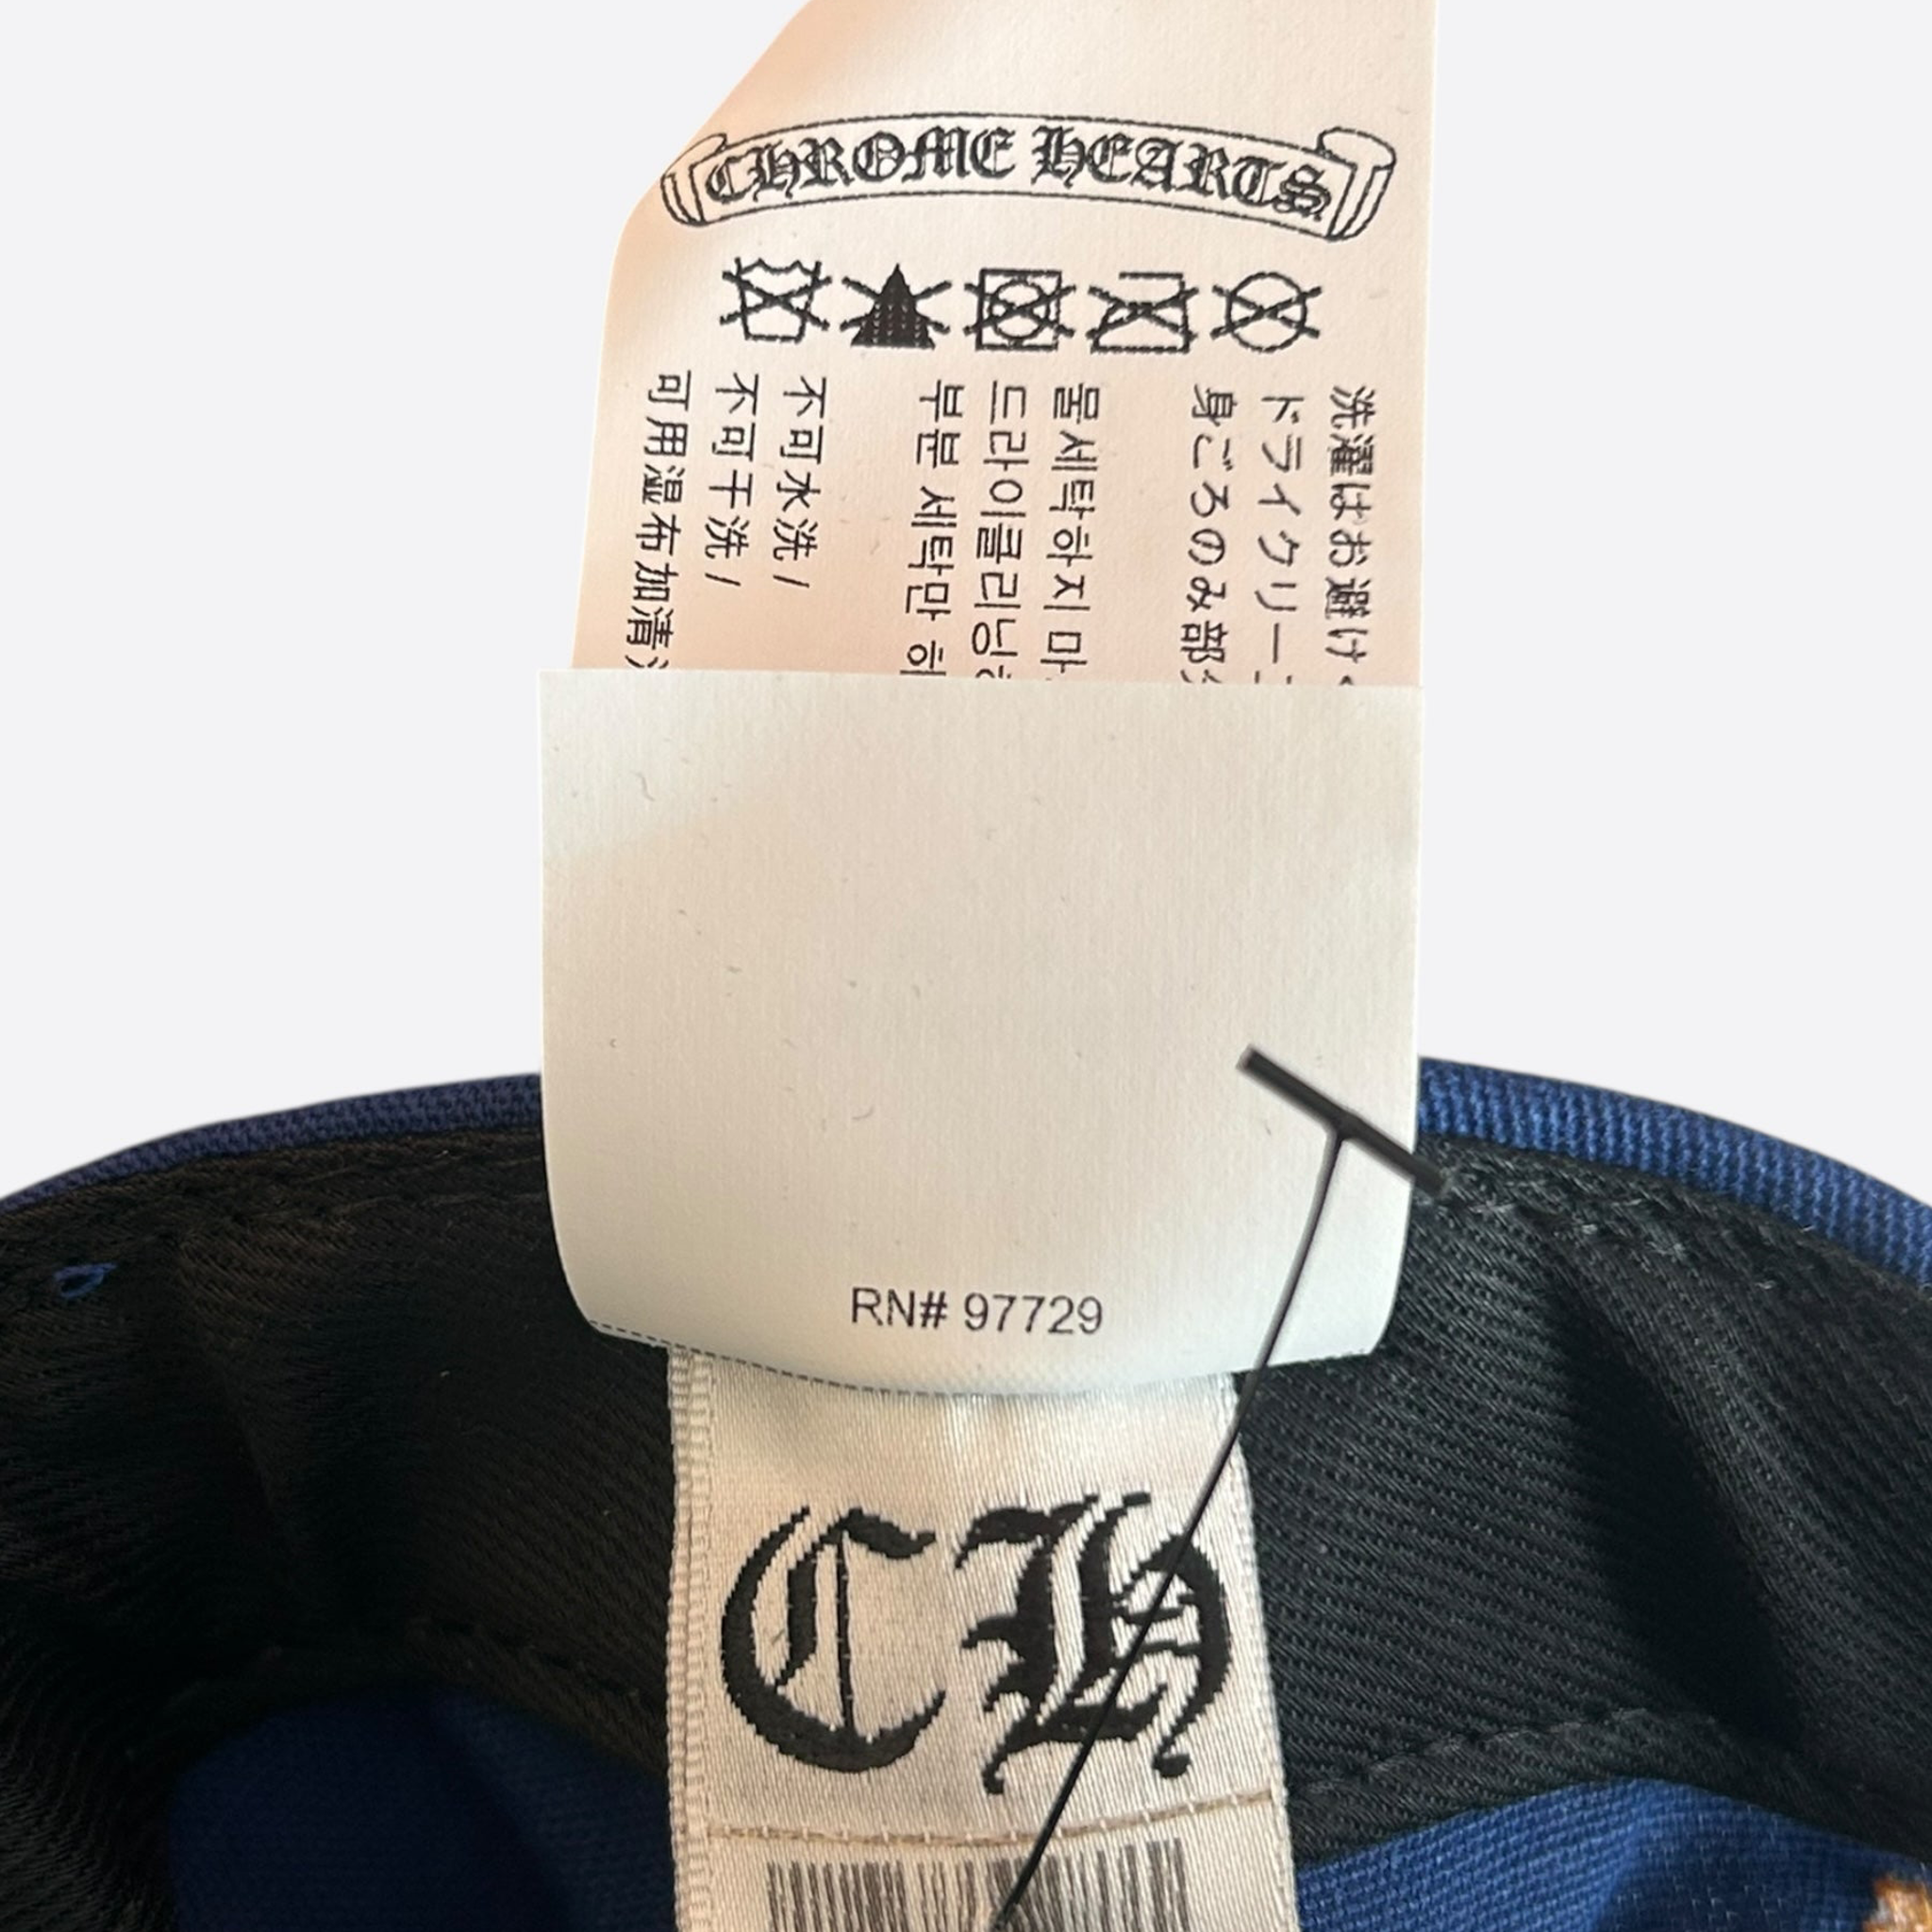 CHROME HEARTS
洗濯はお避け
ドライクリー
身ごろのみ部
물세탁하지 마
드라이클리닝
부분 세탁만 허
不可水洗/
不可干洗/
可用湿布加清
RN# 97729
CH